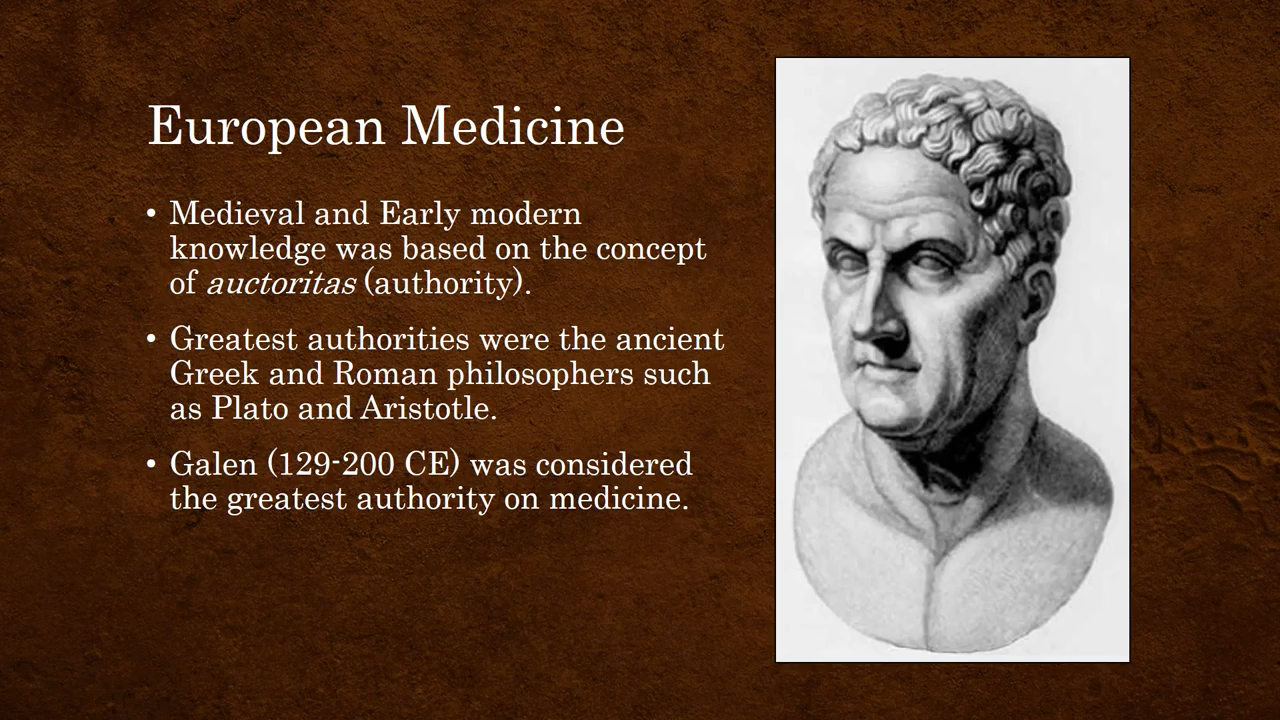 European Medicine
• Medieval and Early modern
knowledge was based on the concept
of auctoritas (authority).
• Greatest authorities were the ancient
Greek and Roman philosophers such
as Plato and Aristotle.
• Galen (129-200 CE) was considered
the greatest authority on medicine.